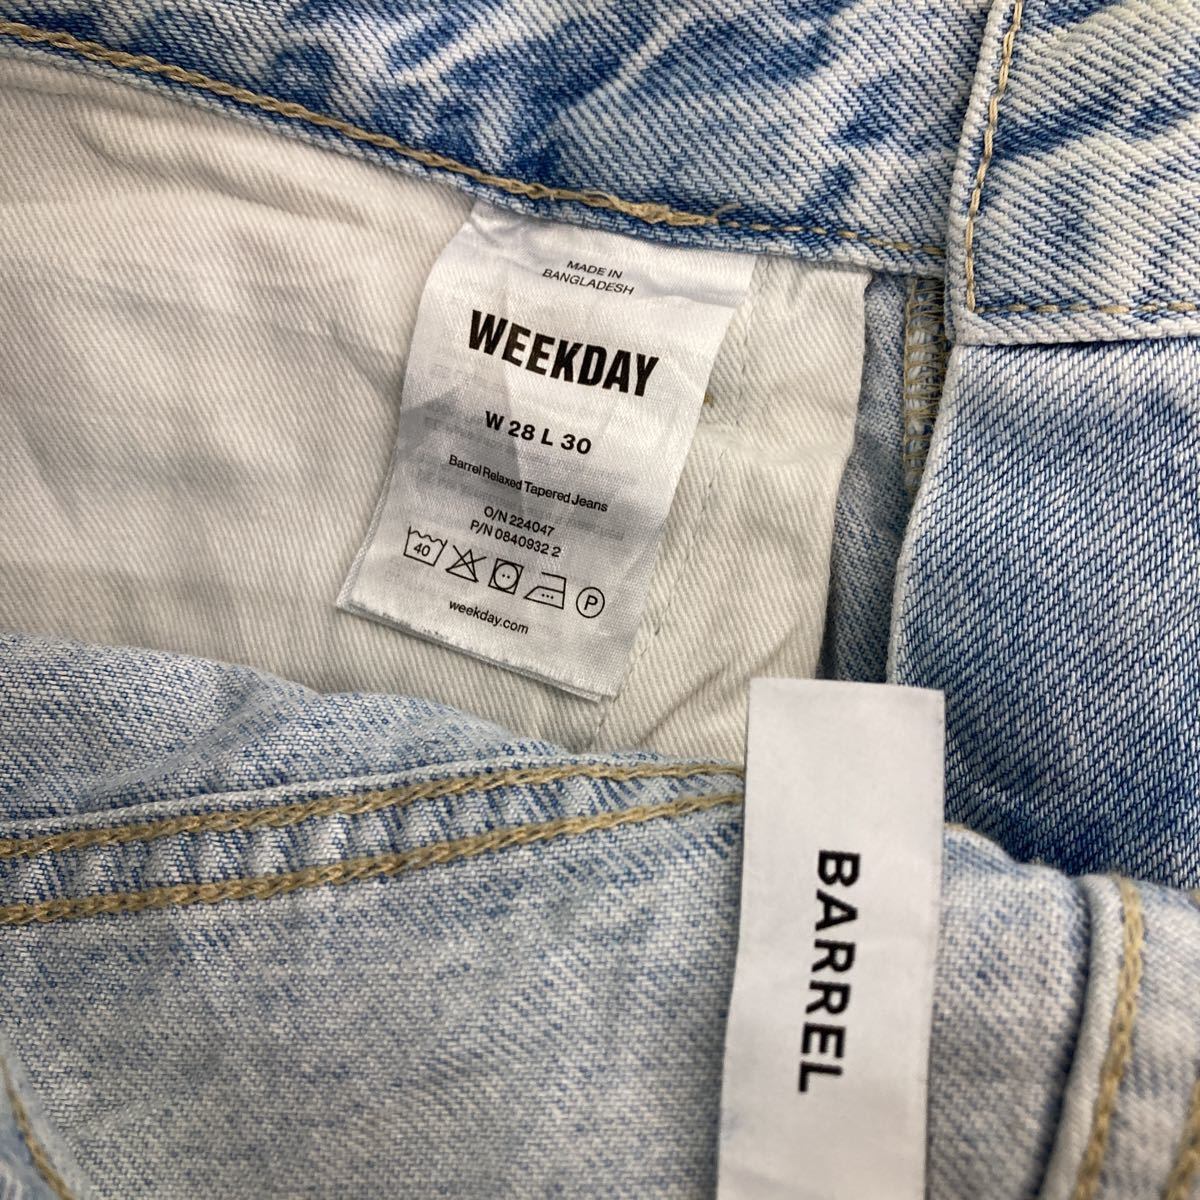 MADE IN
BANGLADESH
WEEKDAY
W 28 L 30
Barrel Relaxed Tapered Jeans
O/N 224047
P/N 0840932 2
40
P
weekday.com
BARREL